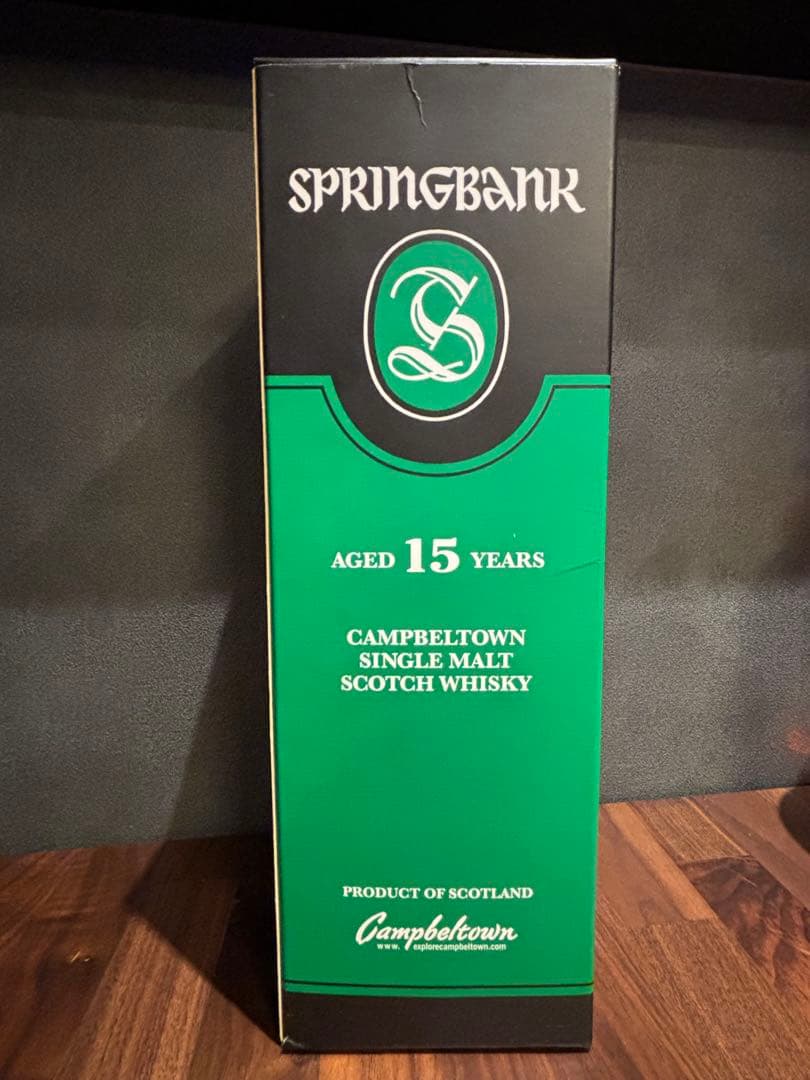 SPRINGBANK
S
AGED 15 YEARS
CAMPBELTOWN
SINGLE MALT
SCOTCH WHISKY
PRODUCT OF SCOTLAND
Campbeltown
www. explorecampbeltown.com